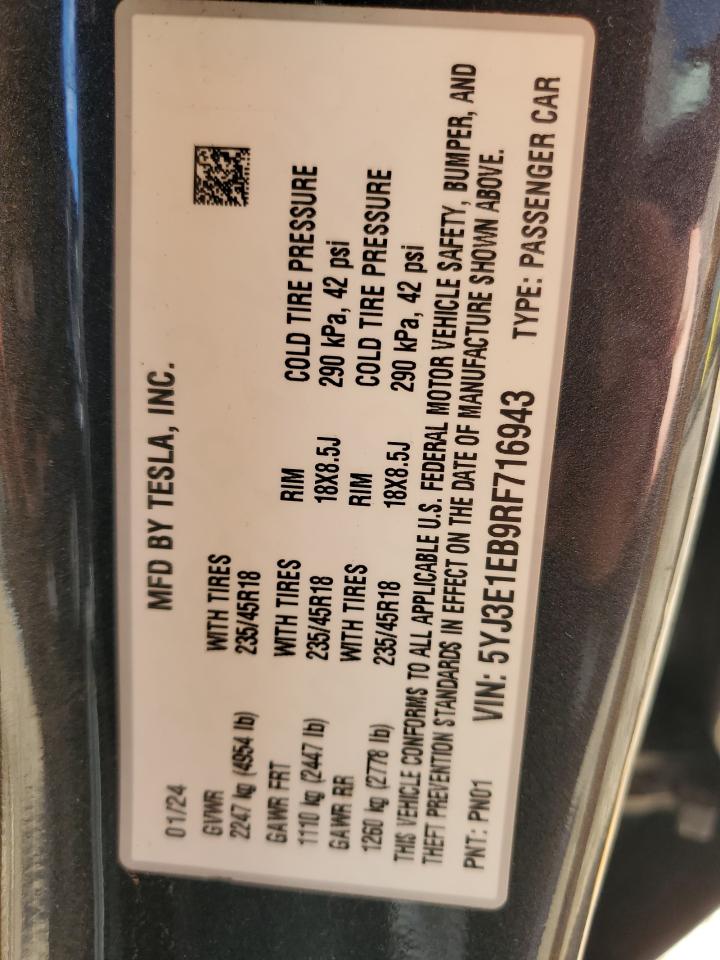 MFD BY TESLA, INC.
01/24
GVWR WITH TIRES
2247 kg (4954 lb) 235/45R18
GAWR FRT WITH TIRES RIM COLD TIRE PRESSURE
1110 kg (2447 lb) 235/45R18 18X8.5J 290 kPa, 42 psi
GAWR RR WITH TIRES RIM COLD TIRE PRESSURE
1260 kg (2778 lb) 235/45R18 18X8.5J 290 kPa, 42 psi
THIS VEHICLE CONFORMS TO ALL APPLICABLE U.S. FEDERAL MOTOR VEHICLE SAFETY, BUMPER, AND
THEFT PREVENTION STANDARDS IN EFFECT ON THE DATE OF MANUFACTURE SHOWN ABOVE.
PNT: PN01 VIN: 5YJ3E1EB9RF716943 TYPE: PASSENGER CAR